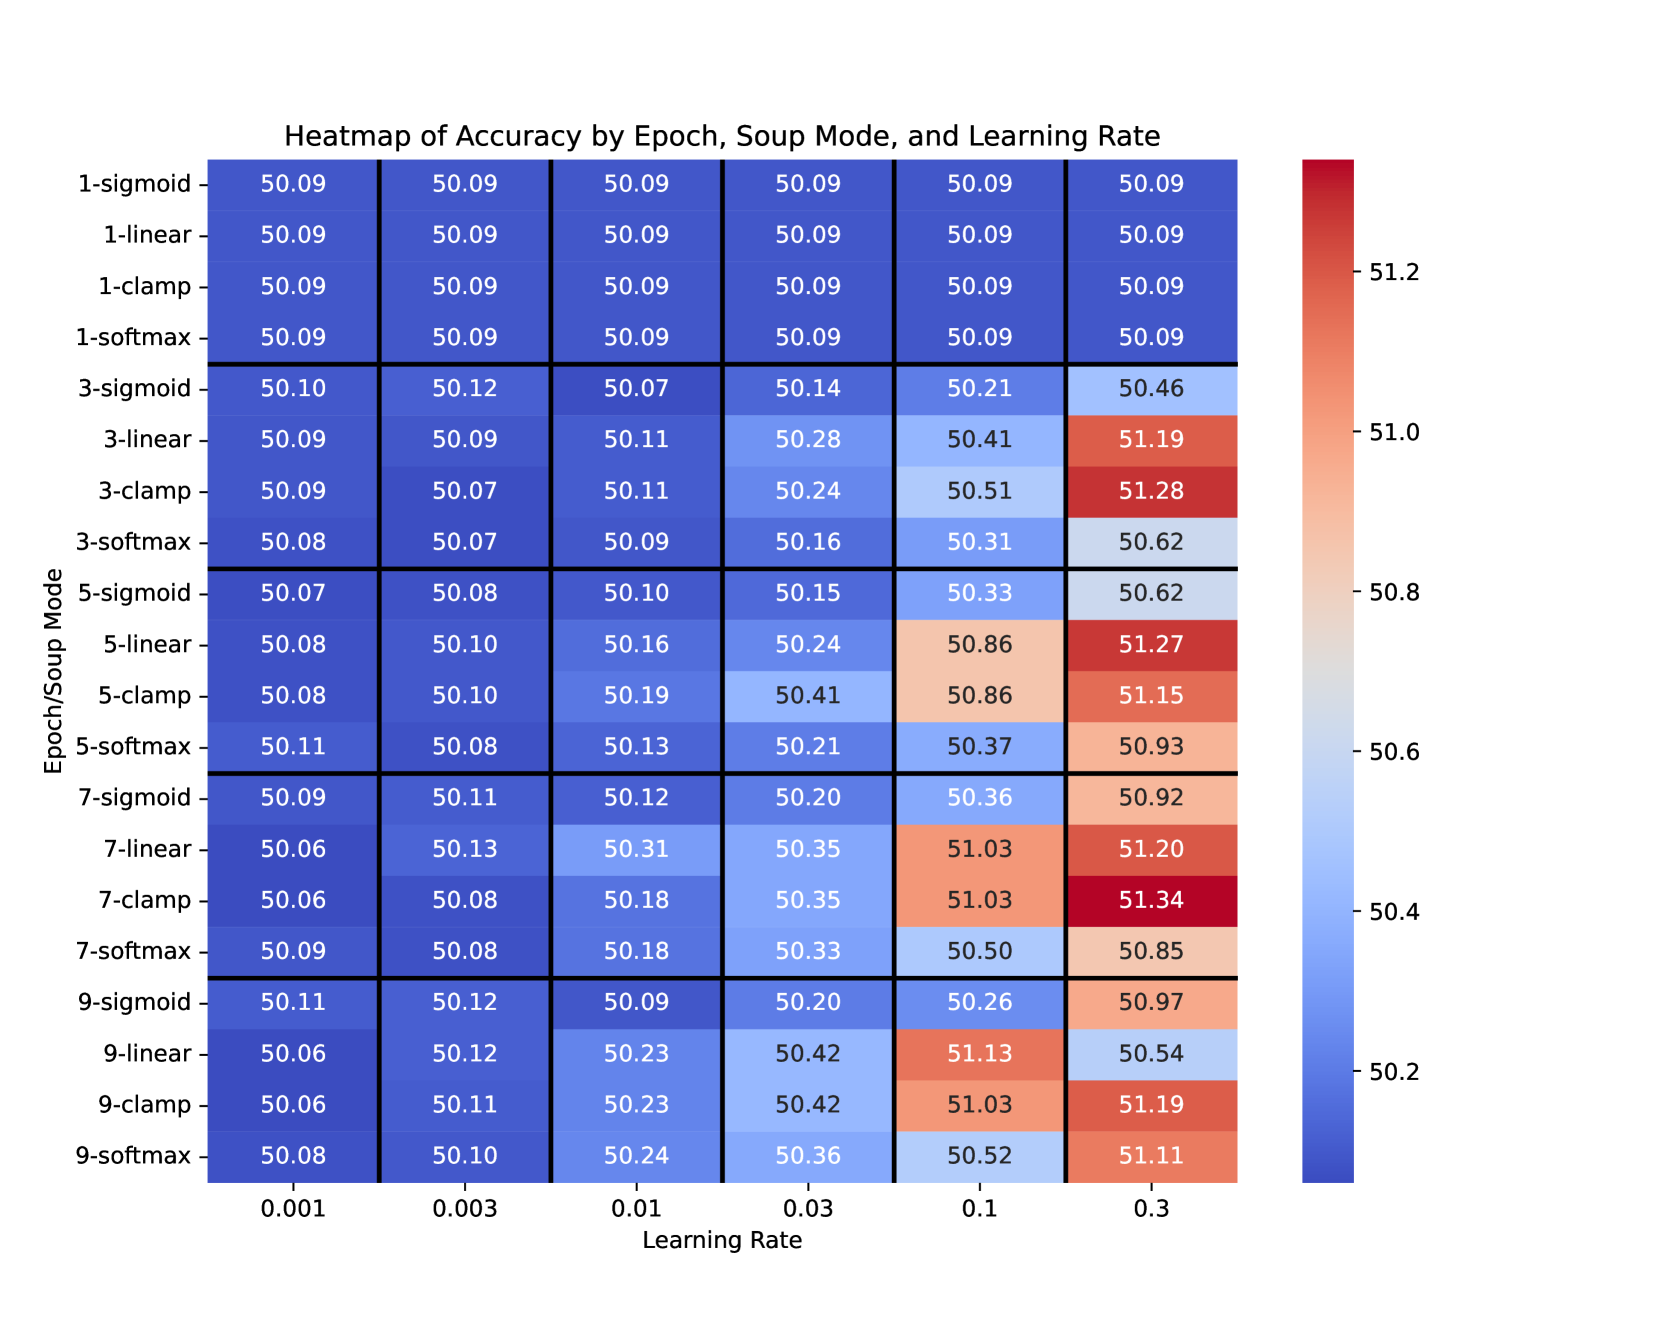 Heatmap of Accuracy by Epoch, Soup Mode, and Learning Rate
1-sigmoid 50.09 50.09 50.09 50.09 50.09 50.09
1-linear 50.09 50.09 50.09 50.09 50.09 50.09
1-clamp 50.09 50.09 50.09 50.09 50.09 50.09
1-softmax 50.09 50.09 50.09 50.09 50.09 50.09
3-sigmoid 50.10 50.12 50.07 50.14 50.21 50.46
3-linear 50.09 50.09 50.11 50.28 50.41 51.19
3-clamp 50.09 50.07 50.11 50.24 50.51 51.28
3-softmax 50.08 50.07 50.09 50.16 50.31 50.62
5-sigmoid 50.07 50.08 50.10 50.15 50.33 50.62
5-linear 50.08 50.10 50.16 50.24 50.86 51.27
5-clamp 50.08 50.10 50.19 50.41 50.86 51.15
5-softmax 50.11 50.08 50.13 50.21 50.37 50.93
7-sigmoid 50.09 50.11 50.12 50.20 50.36 50.92
7-linear 50.06 50.13 50.31 50.35 51.03 51.20
7-clamp 50.06 50.08 50.18 50.35 51.03 51.34
7-softmax 50.09 50.08 50.18 50.33 50.50 50.85
9-sigmoid 50.11 50.12 50.09 50.20 50.26 50.97
9-linear 50.06 50.12 50.23 50.42 51.13 50.54
9-clamp 50.06 50.11 50.23 50.42 51.03 51.19
9-softmax 50.08 50.10 50.24 50.36 50.52 51.11
0.001 0.003 0.01 0.03 0.1 0.3
Learning Rate
Epoch/Soup Mode
51.2
51.0
50.8
50.6
50.4
50.2